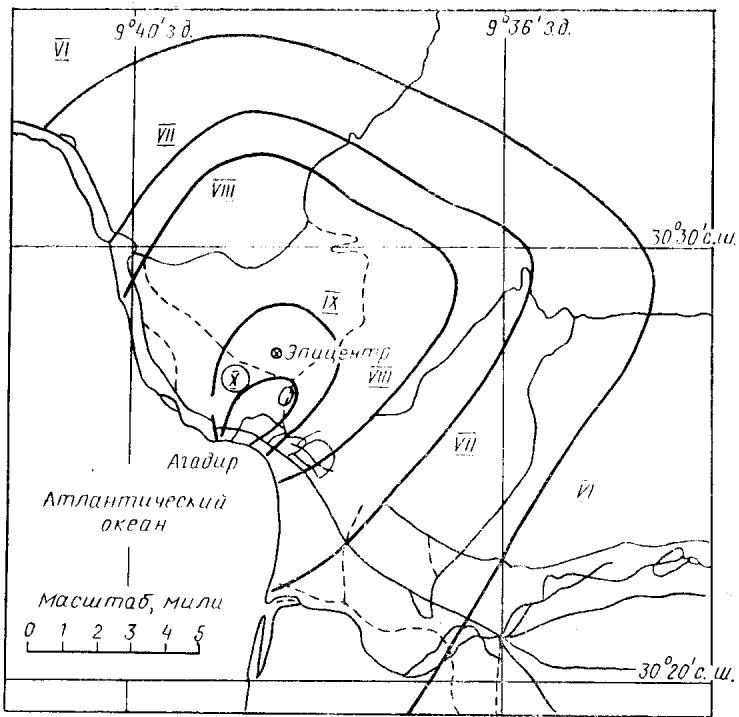 9°40' з.д.
9°36' з.д.
VI
VII
VIII
30°30' с.ш.
IX
Эпицентр
X
VIII
VII
VI
Агадир
Атлантический
океан
Масштаб, мили
0 1 2 3 4 5
30°20' с.ш.